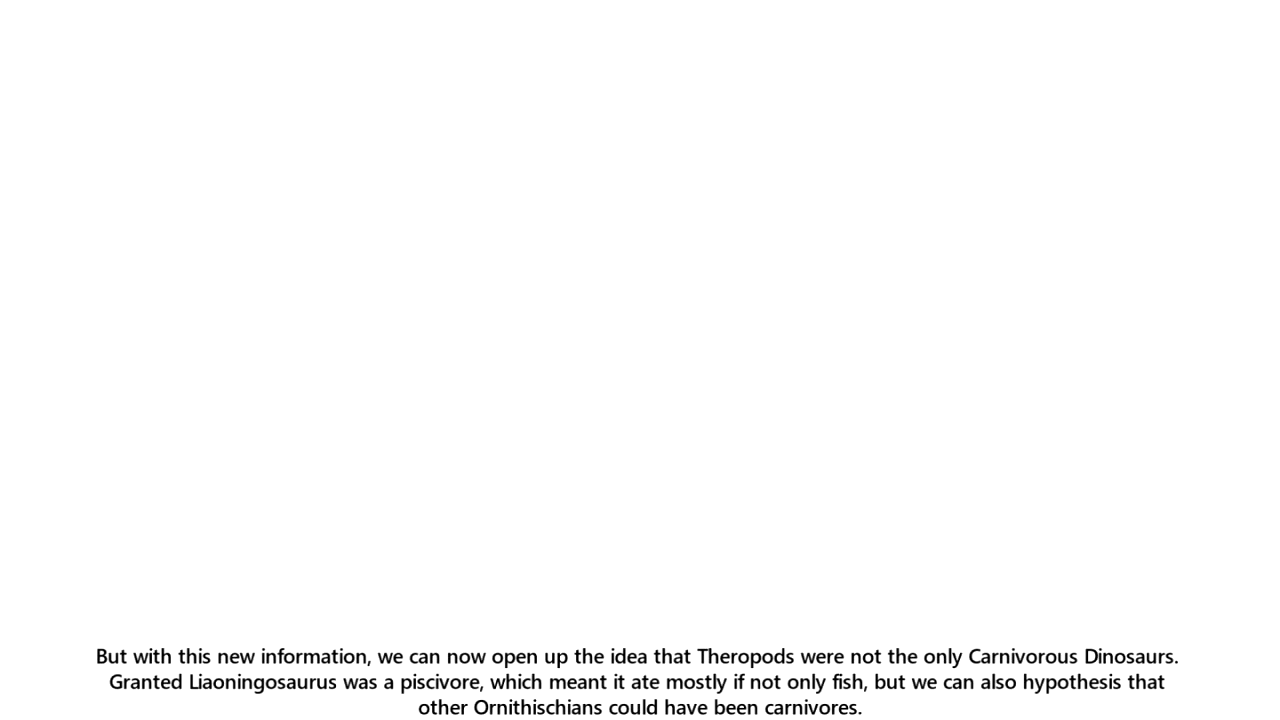 But with this new information, we can now open up the idea that Theropods were not the only Carnivorous Dinosaurs.
Granted Liaoningosaurus was a piscivore, which meant it ate mostly if not only fish, but we can also hypothesis that
other Ornithischians could have been carnivores.